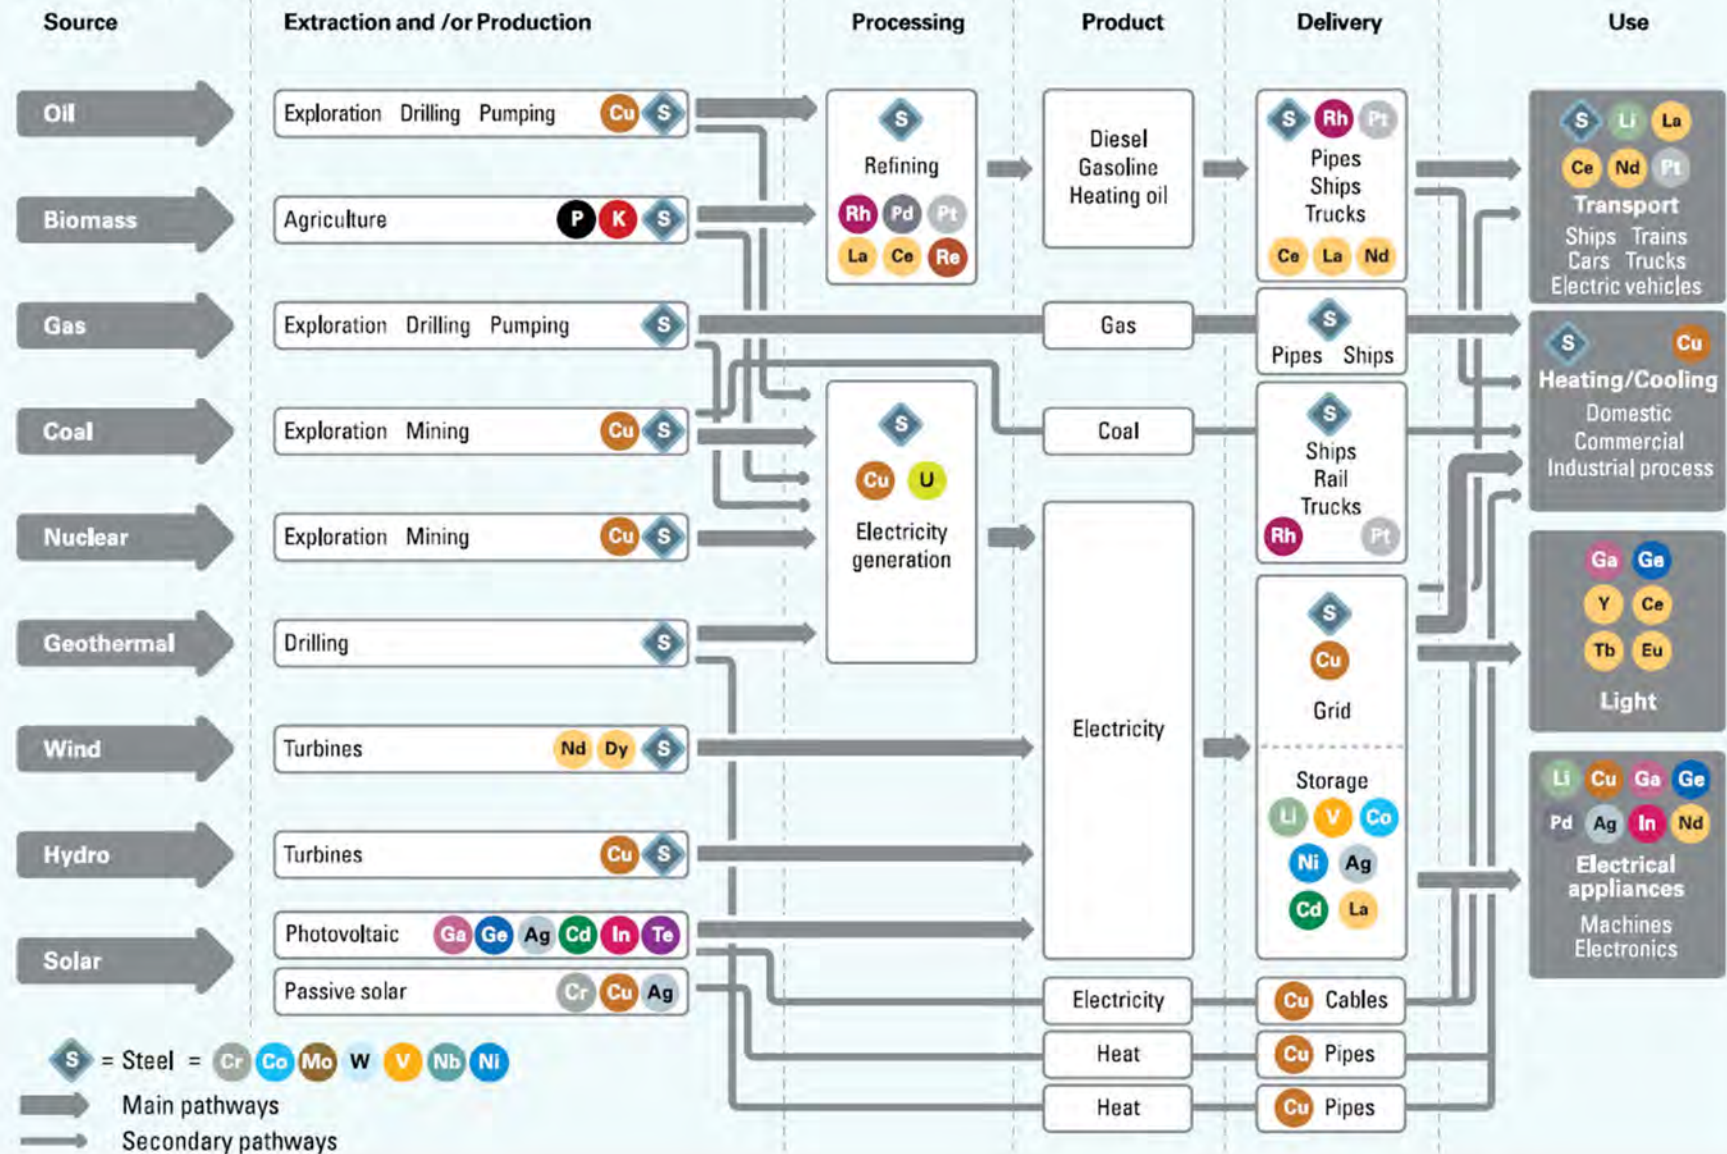 Source Extraction and /or Production Processing Product Delivery Use
Oil
Exploration Drilling Pumping Cu S
Biomass
Agriculture P K S
Gas
Exploration Drilling Pumping S
Coal
Exploration Mining Cu S
Nuclear
Exploration Mining Cu S
Geothermal
Drilling S
Wind
Turbines Nd Dy S
Hydro
Turbines Cu S
Solar
Photovoltaic Ga Ge Ag Cd In Te
Passive solar Cr Cu Ag
S
Refining
Rh Pd Pt
La Ce Re
S
Cu U
Electricity
generation
Diesel
Gasoline
Heating oil
Gas
Coal
Electricity
Electricity
Heat
Heat
S Rh Pt
Pipes
Ships
Trucks
Ce La Nd
S
Pipes Ships
S
Ships
Rail
Trucks
Rh Pt
S
Cu
Grid
Storage
Li V Co
Ni Ag
Cd La
Cu Cables
Cu Pipes
Cu Pipes
S Li La
Ce Nd Pt
Transport
Ships Trains
Cars Trucks
Electric vehicles
S Cu
Heating/Cooling
Domestic
Commercial
Industrial process
Ga Ge
Y Ce
Tb Eu
Light
Li Cu Ga Ge
Pd Ag In Nd
Electrical
appliances
Machines
Electronics
S = Steel = Cr Co Mo W V Nb Ni
Main pathways
Secondary pathways